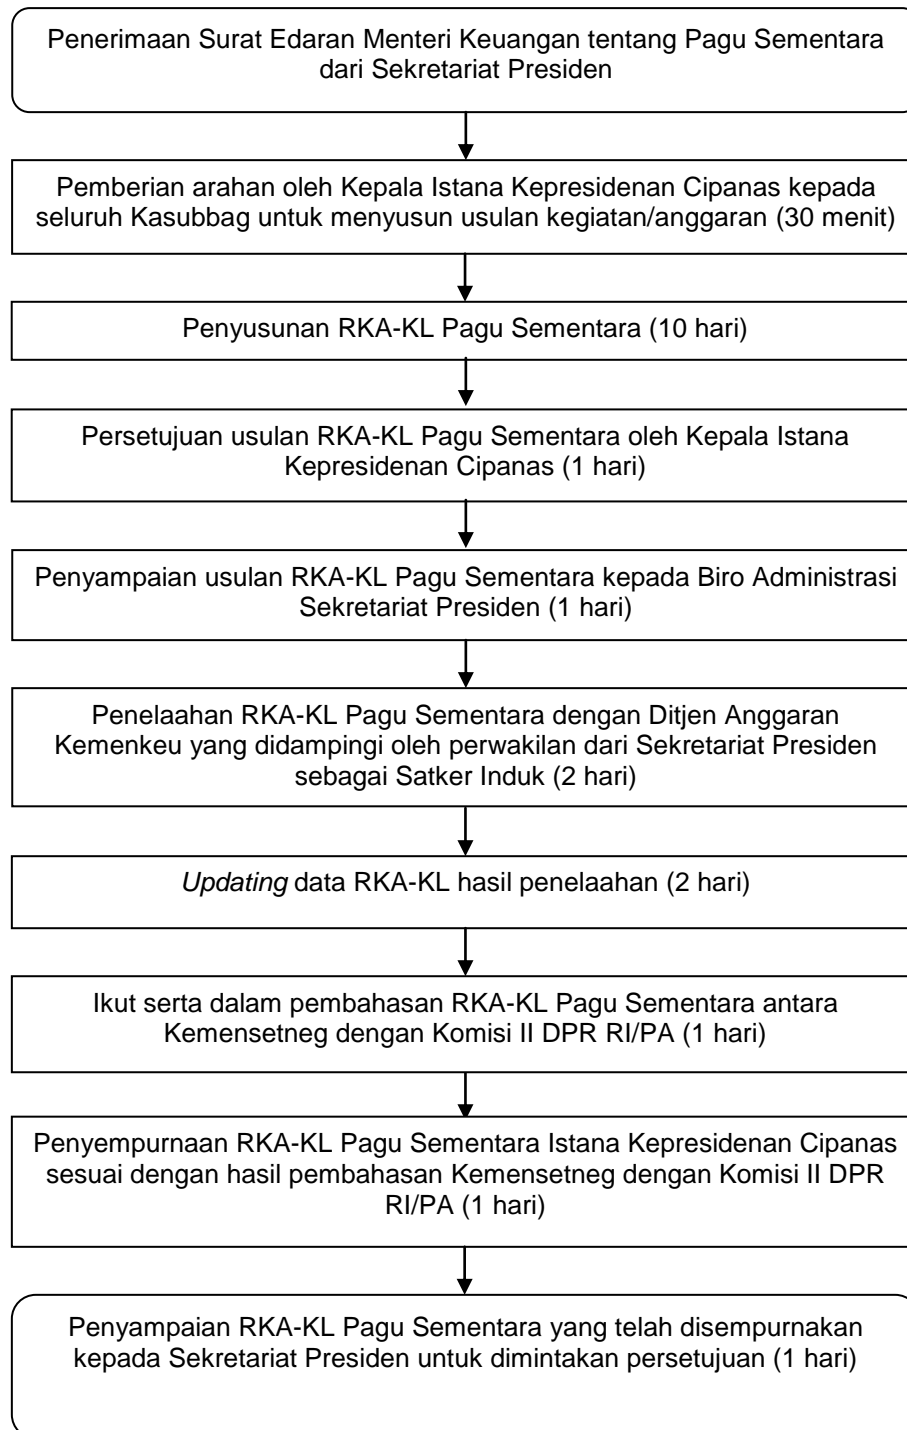 Penerimaan Surat Edaran Menteri Keuangan tentang Pagu Sementara
dari Sekretariat Presiden
Pemberian arahan oleh Kepala Istana Kepresidenan Cipanas kepada
seluruh Kasubbag untuk menyusun usulan kegiatan/anggaran (30 menit)
Penyusunan RKA-KL Pagu Sementara (10 hari)
Persetujuan usulan RKA-KL Pagu Sementara oleh Kepala Istana
Kepresidenan Cipanas (1 hari)
Penyampaian usulan RKA-KL Pagu Sementara kepada Biro Administrasi
Sekretariat Presiden (1 hari)
Penelaahan RKA-KL Pagu Sementara dengan Ditjen Anggaran
Kemenkeu yang didampingi oleh perwakilan dari Sekretariat Presiden
sebagai Satker Induk (2 hari)
Updating data RKA-KL hasil penelaahan (2 hari)
Ikut serta dalam pembahasan RKA-KL Pagu Sementara antara
Kemensetneg dengan Komisi II DPR RI/PA (1 hari)
Penyempurnaan RKA-KL Pagu Sementara Istana Kepresidenan Cipanas
sesuai dengan hasil pembahasan Kemensetneg dengan Komisi II DPR
RI/PA (1 hari)
Penyampaian RKA-KL Pagu Sementara yang telah disempurnakan
kepada Sekretariat Presiden untuk dimintakan persetujuan (1 hari)